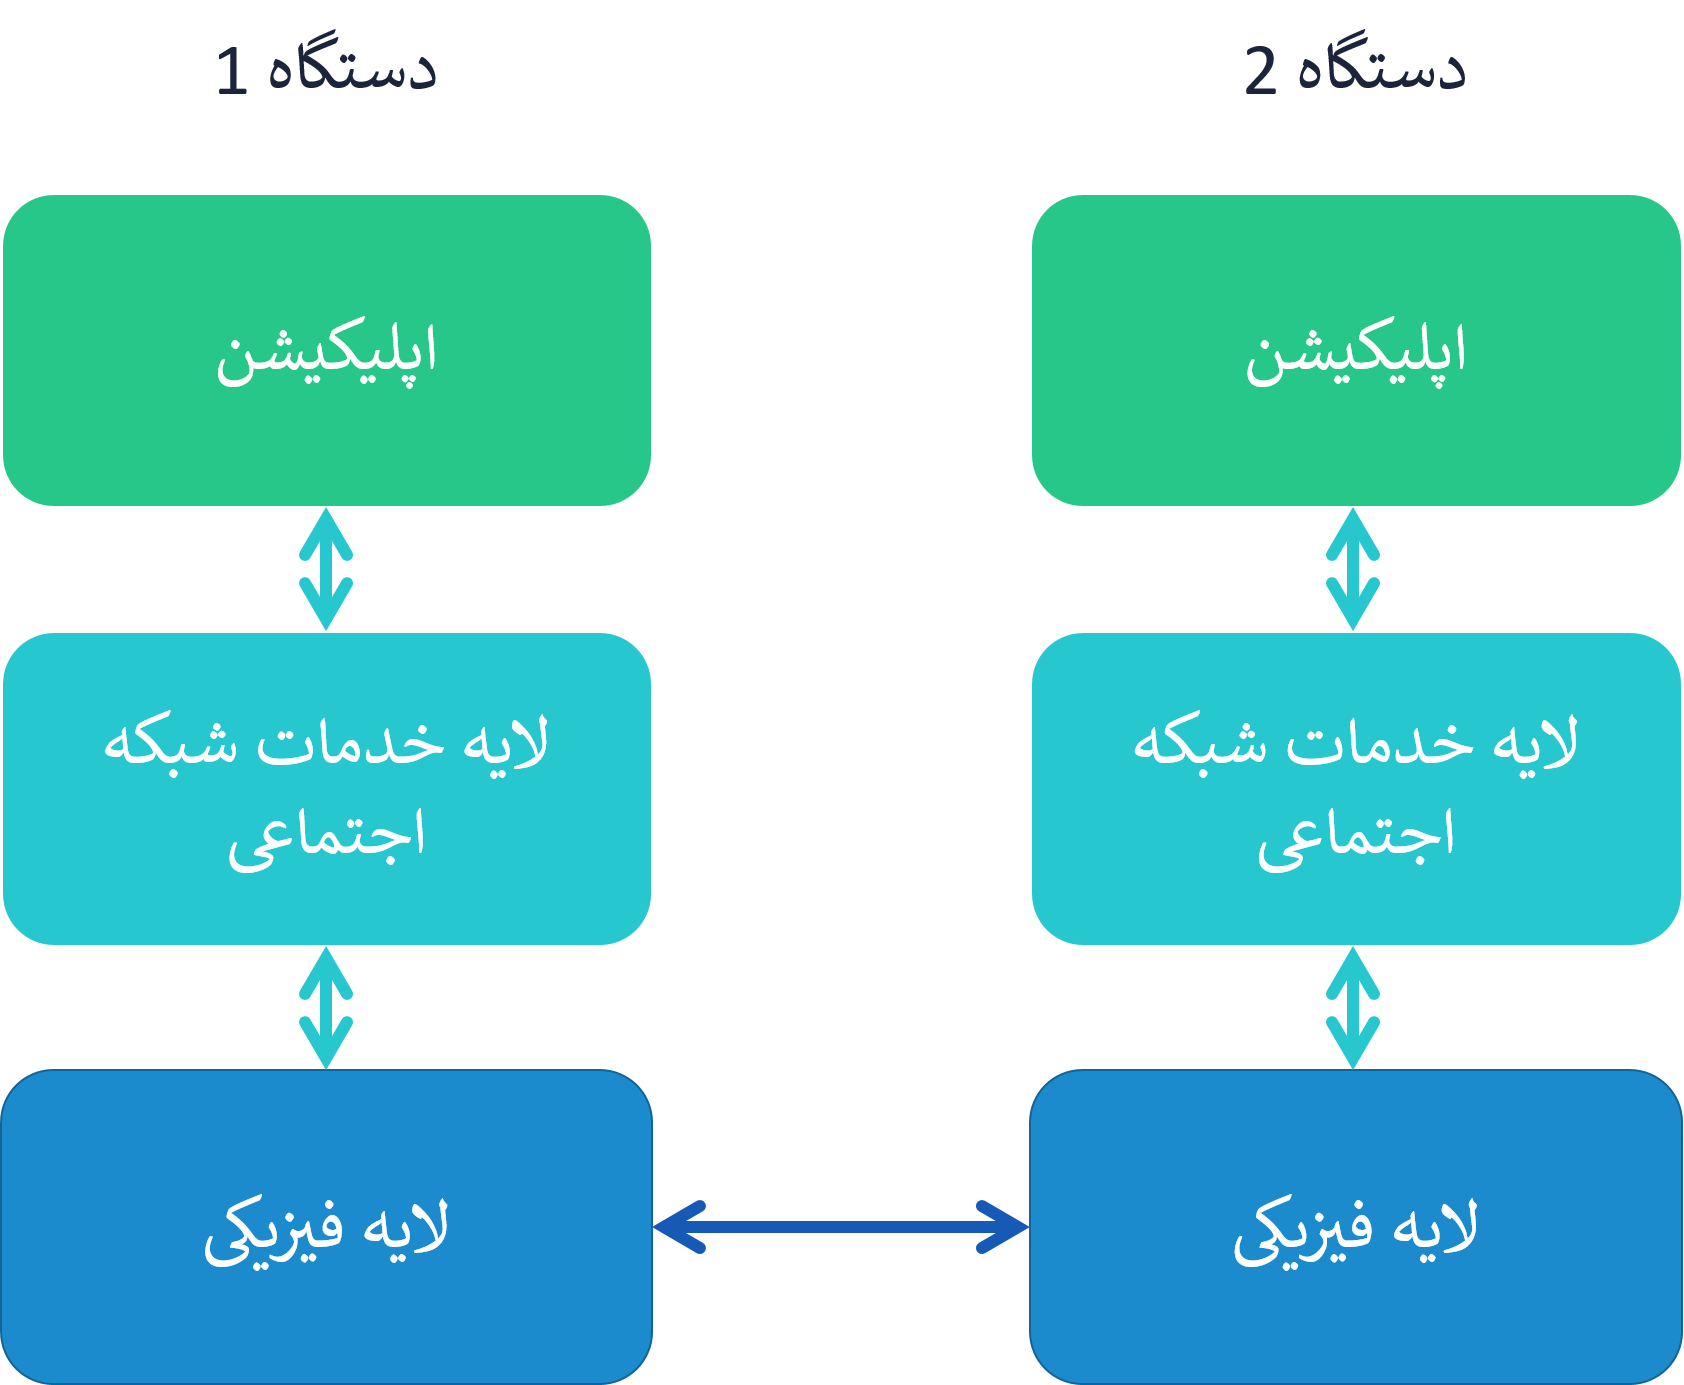 دستگاه 1
اپلیکیشن
لایه خدمات شبکه
اجتماعی
لایه فیزیکی
دستگاه 2
اپلیکیشن
لایه خدمات شبکه
اجتماعی
لایه فیزیکی